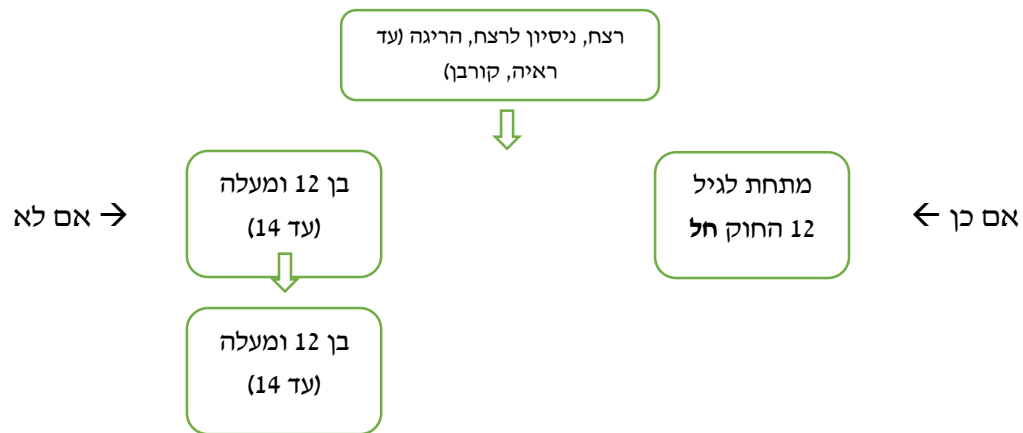 רצח, ניסיון לרצח, הריגה (עד
ראיה, קורבן)
אם כן ←
מתחת לגיל
12 החוק חל
בן 12 ומעלה
(עד 14)
→ אם לא
בן 12 ומעלה
(עד 14)